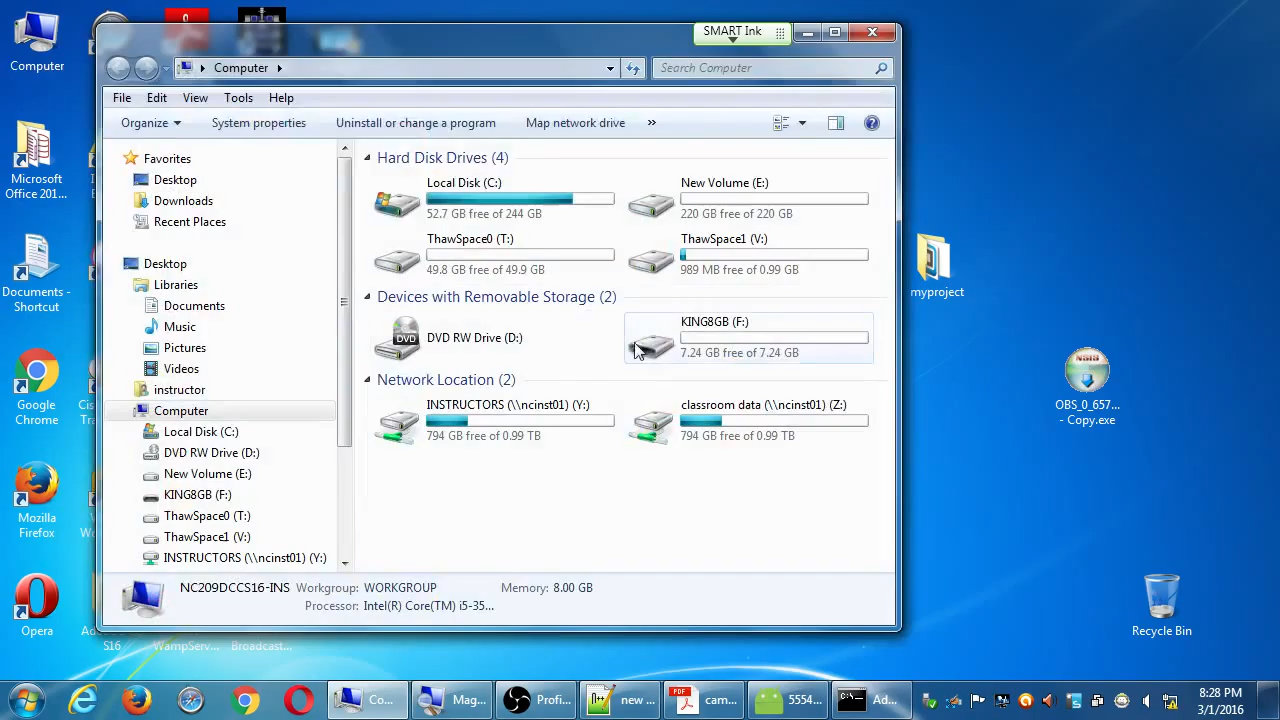 SMART Ink
Computer
Search Computer
File Edit View Tools Help
Organize System properties Uninstall or change a program Map network drive »
Favorites
Desktop
Downloads
Recent Places
Desktop
Libraries
Documents
Music
Pictures
Videos
instructor
Computer
Local Disk (C:)
DVD RW Drive (D:)
New Volume (E:)
KING8GB (F:)
ThawSpace0 (T:)
ThawSpace1 (V:)
INSTRUCTORS (\\ncinst01) (Y:)
Hard Disk Drives (4)
Local Disk (C:)
52.7 GB free of 244 GB
New Volume (E:)
220 GB free of 220 GB
ThawSpace0 (T:)
49.8 GB free of 49.9 GB
ThawSpace1 (V:)
989 MB free of 0.99 GB
Devices with Removable Storage (2)
DVD
DVD RW Drive (D:)
KING8GB (F:)
7.24 GB free of 7.24 GB
Network Location (2)
INSTRUCTORS (\\ncinst01) (Y:)
794 GB free of 0.99 TB
classroom data (\\ncinst01) (Z:)
794 GB free of 0.99 TB
NC209DCCS16-INS Workgroup: WORKGROUP Memory: 8.00 GB
Processor: Intel(R) Core(TM) i5-35...
Computer
Microsoft
Office 201...
Documents -
Shortcut
Google
Chrome
Mozilla
Firefox
Opera
S16
WampServ...
Broadcast...
myproject
NSIS
OBS_0_657...
- Copy.exe
Recycle Bin
Co...
Mag...
Profi...
new ...
PDF
cam...
5554...
Ad...
8:28 PM
3/1/2016